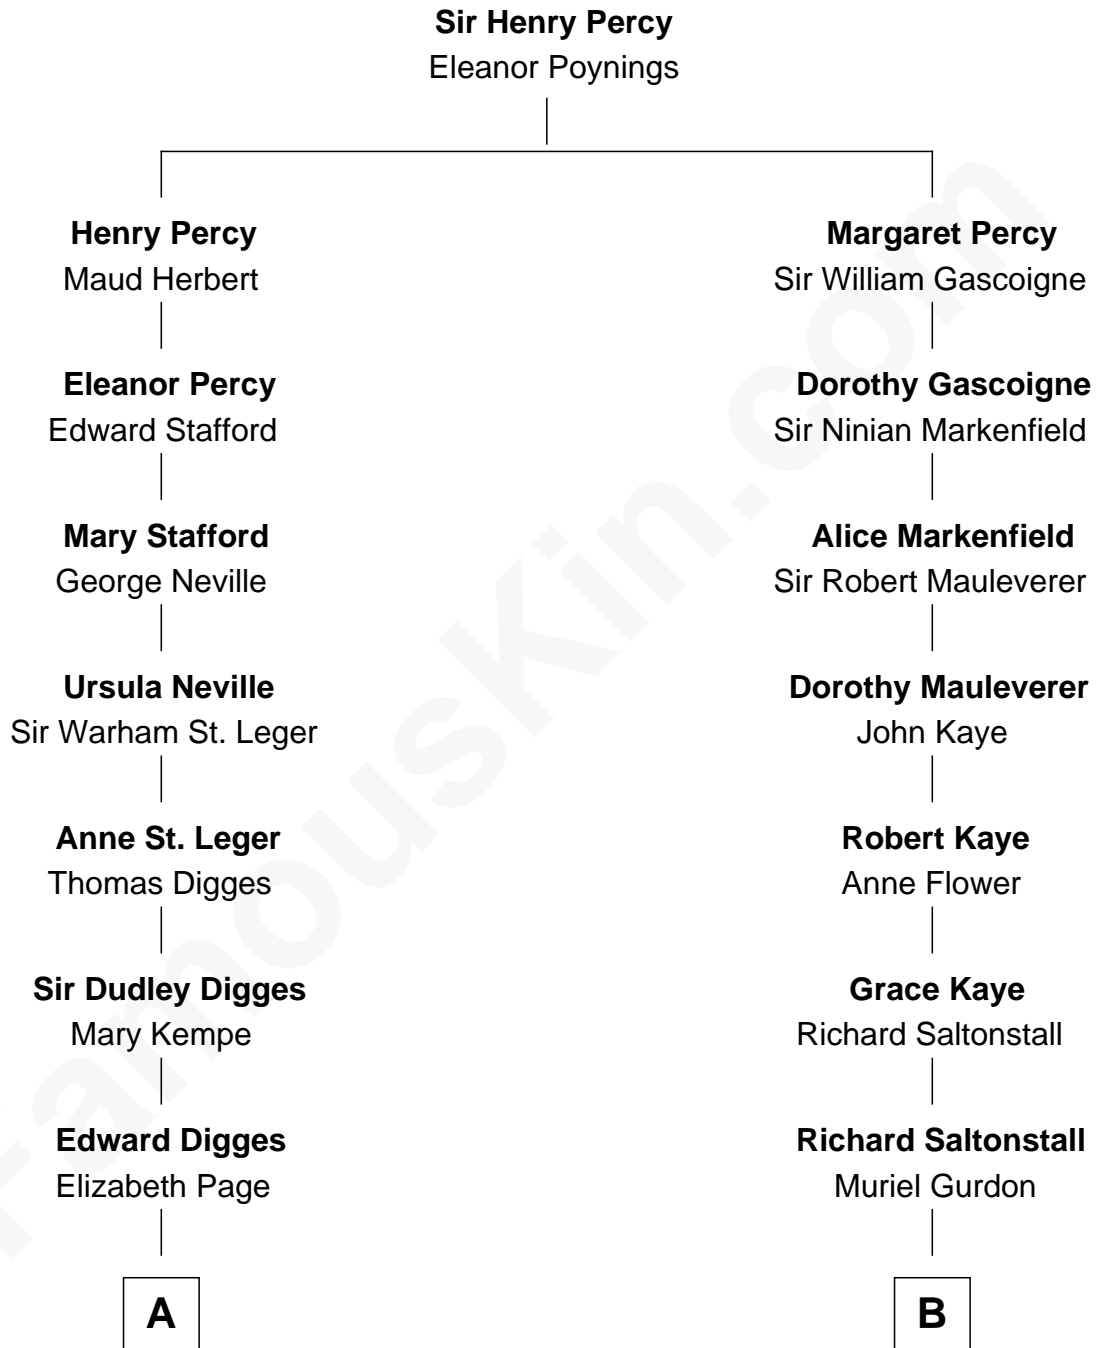 Sir Henry Percy
Eleanor Poynings
Henry Percy
Maud Herbert
Eleanor Percy
Edward Stafford
Mary Stafford
George Neville
Ursula Neville
Sir Warham St. Leger
Anne St. Leger
Thomas Digges
Sir Dudley Digges
Mary Kempe
Edward Digges
Elizabeth Page
A
Margaret Percy
Sir William Gascoigne
Dorothy Gascoigne
Sir Ninian Markenfield
Alice Markenfield
Sir Robert Mauleverer
Dorothy Mauleverer
John Kaye
Robert Kaye
Anne Flower
Grace Kaye
Richard Saltonstall
Richard Saltonstall
Muriel Gurdon
B
FamousKin.com